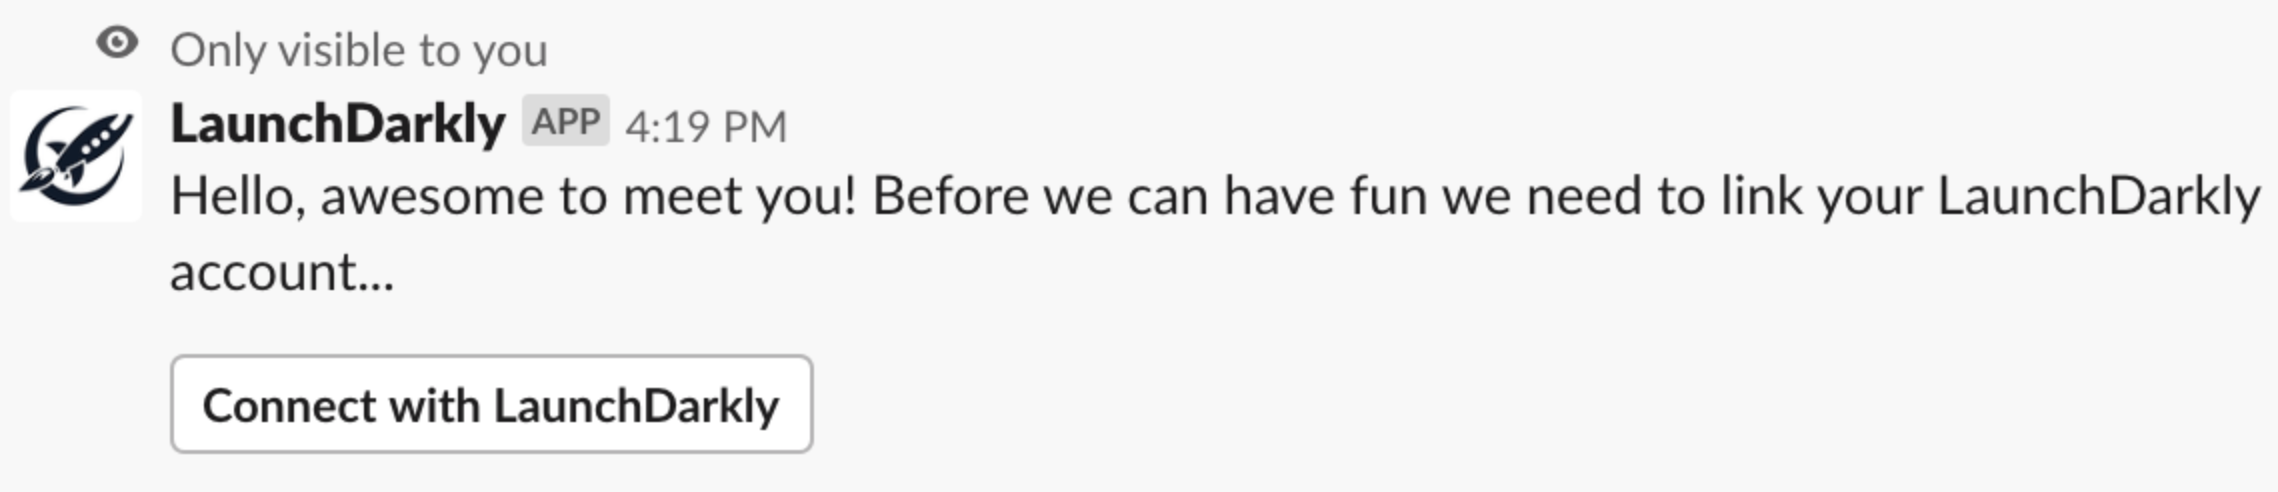 Only visible to you
LaunchDarkly APP 4:19 PM
Hello, awesome to meet you! Before we can have fun we need to link your LaunchDarkly
account...
Connect with LaunchDarkly